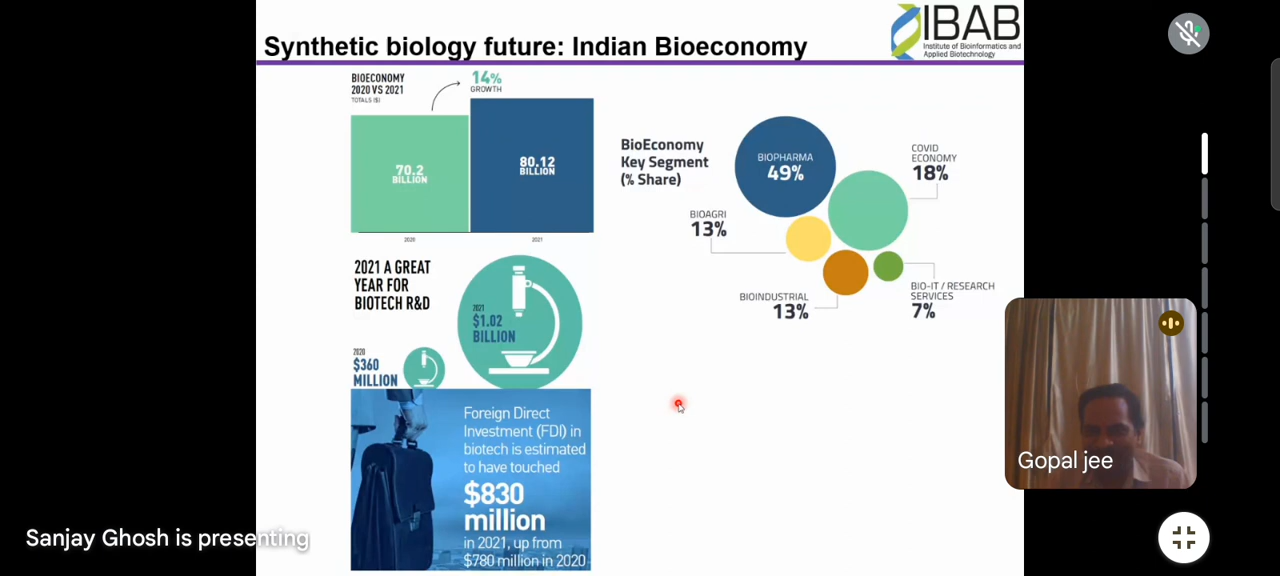 Synthetic biology future: Indian Bioeconomy
IBAB
Institute of Bioinformatics and
Applied Biotechnology
BIOECONOMY
2020 VS 2021
TOTALS ($)
14%
GROWTH
70.2
BILLION
80.12
BILLION
2020
2021
BioEconomy
Key Segment
(% Share)
BIOPHARMA
49%
COVID
ECONOMY
18%
BIOAGRI
13%
BIOINDUSTRIAL
13%
BIO-IT / RESEARCH
SERVICES
7%
2021 A GREAT
YEAR FOR
BIOTECH R&D
2021
$1.02
BILLION
2020
$360
MILLION
Foreign Direct
Investment (FDI) in
biotech is estimated
to have touched
$830
million
in 2021, up from
$780 million in 2020
Gopal jee
Sanjay Ghosh is presenting